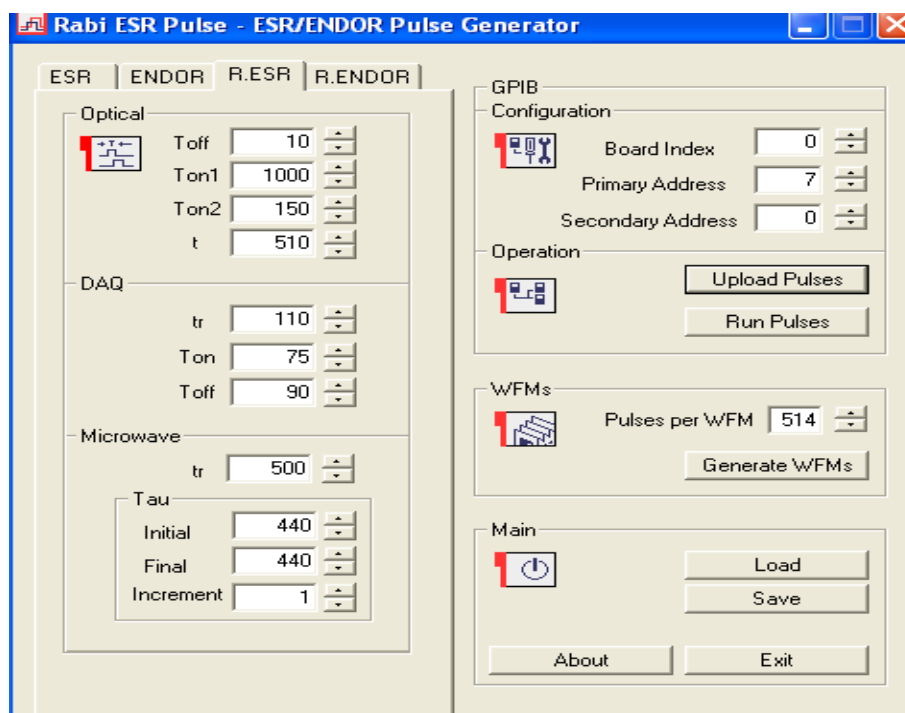 Rabi ESR Pulse - ESR/ENDOR Pulse Generator
ESR ENDOR R.ESR R.ENDOR
Optical
Toff 10
Ton1 1000
Ton2 150
t 510
DAQ
tr 110
Ton 75
Toff 90
Microwave
tr 500
Tau
Initial 440
Final 440
Increment 1
GPIB
Configuration
Board Index 0
Primary Address 7
Secondary Address 0
Operation
Upload Pulses
Run Pulses
WFMs
Pulses per WFM 514
Generate WFMs
Main
Load
Save
About Exit